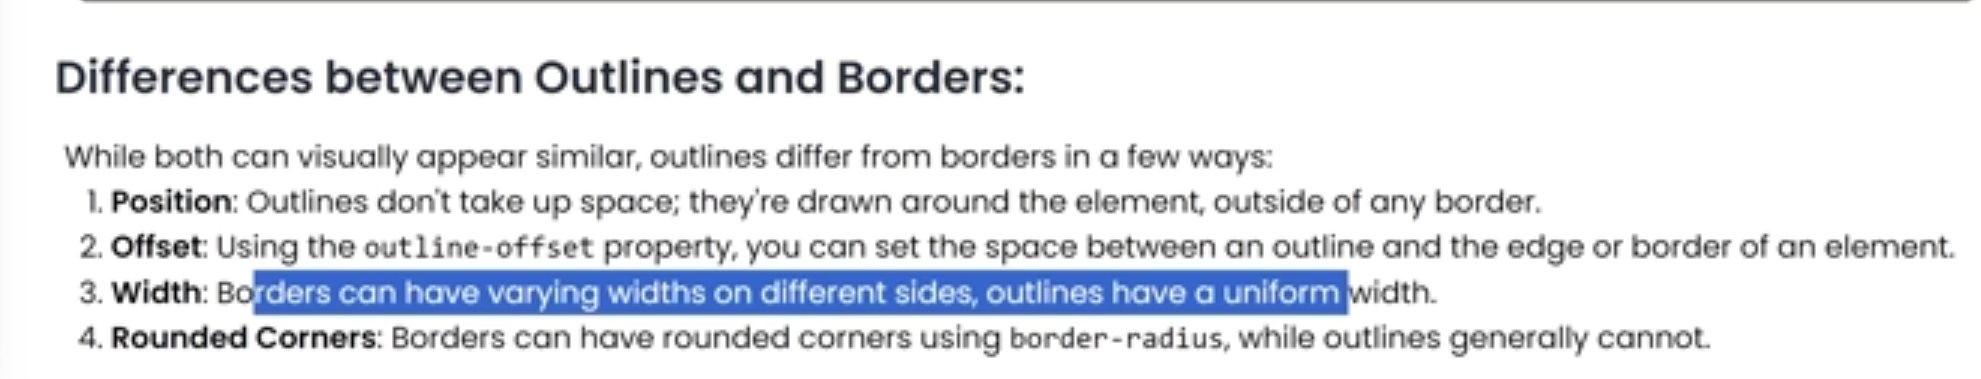 Differences between Outlines and Borders:
While both can visually appear similar, outlines differ from borders in a few ways:
1. Position: Outlines don't take up space; they're drawn around the element, outside of any border.
2. Offset: Using the outline-offset property, you can set the space between an outline and the edge or border of an element.
3. Width: Borders can have varying widths on different sides, outlines have a uniform width.
4. Rounded Corners: Borders can have rounded corners using border-radius, while outlines generally cannot.